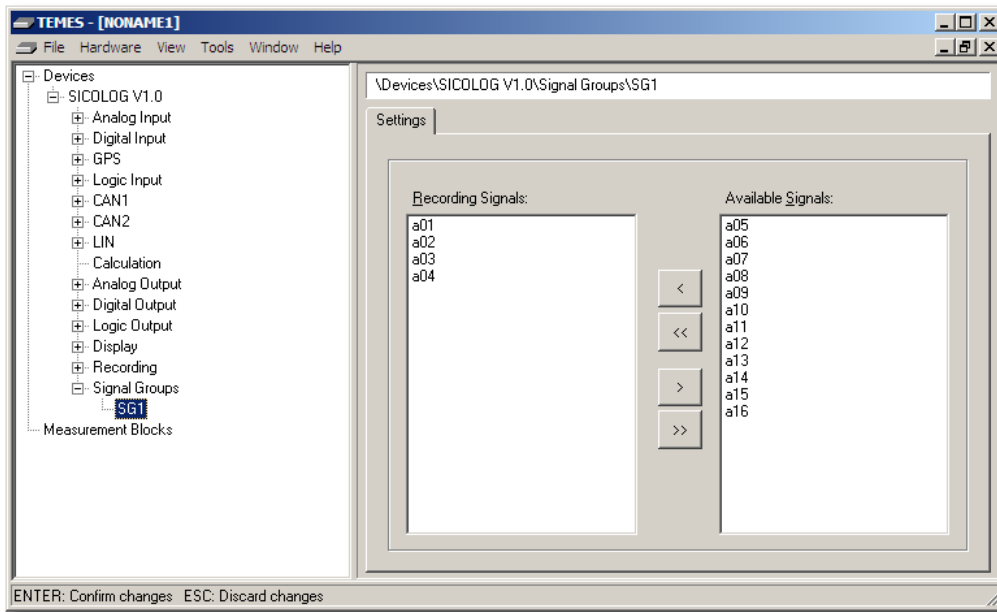 TEMES - [NONAME1]
File Hardware View Tools Window Help
Devices
SICOLOG V1.0
Analog Input
Digital Input
GPS
Logic Input
CAN1
CAN2
LIN
Calculation
Analog Output
Digital Output
Logic Output
Display
Recording
Signal Groups
SG1
Measurement Blocks
\Devices\SICOLOG V1.0\Signal Groups\SG1
Settings
Recording Signals:
a01
a02
a03
a04
<
<<
>
>>
Available Signals:
a05
a06
a07
a08
a09
a10
a11
a12
a13
a14
a15
a16
ENTER: Confirm changes ESC: Discard changes